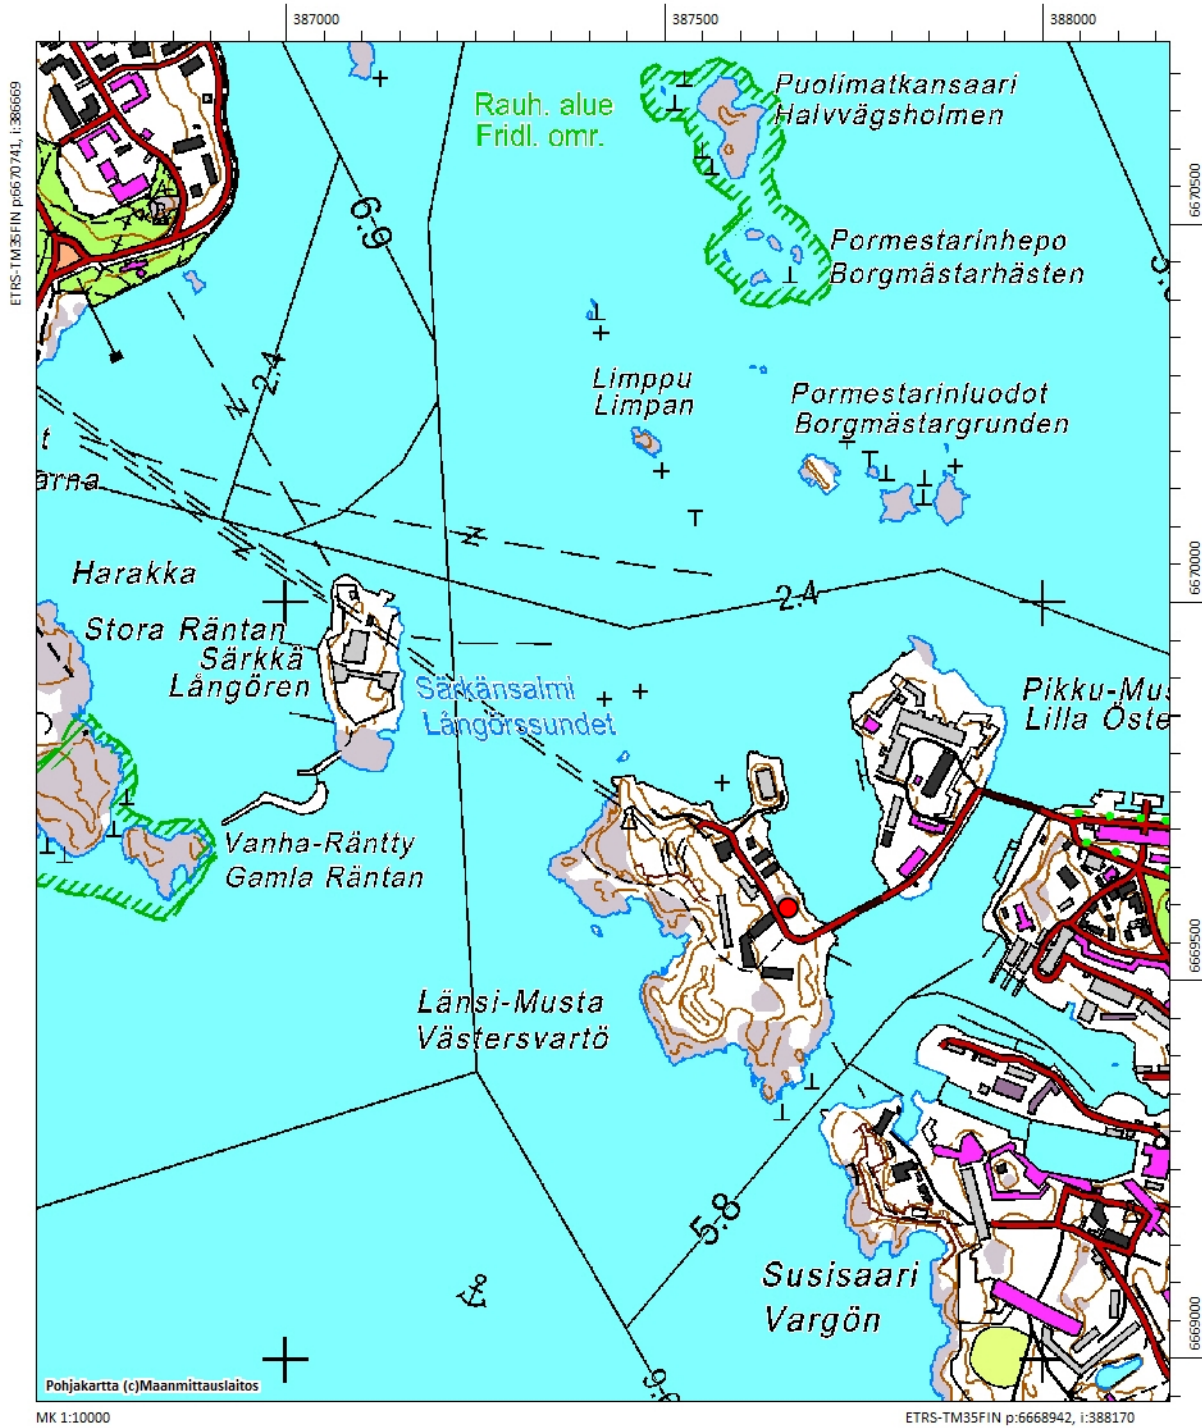 387000
387500
388000
ETRS-TM35FIN p:6670741, i:386669
Rauh. alue
Fridl. omr.
Puolimatkansaari
Halvvägsholmen
6670500
6.9
Pormestarinhepo
Borgmästarhästen
2.4
Limppu
Limpan
Pormestarinluodot
Borgmästargrunden
t
arna
N
N
N
Harakka
2.4
6670000
Stora Räntan
Särkkä
Långören
Särkänsalmi
Långörssundet
Pikku-Mus
Lilla Öste
Vanha-Räntty
Gamla Räntan
6669500
Länsi-Musta
Västersvartö
5.8
Susisaari
Vargön
6669000
Pohjakartta (c)Maanmittauslaitos
MK 1:10000
ETRS-TM35FIN p:6668942, i:388170